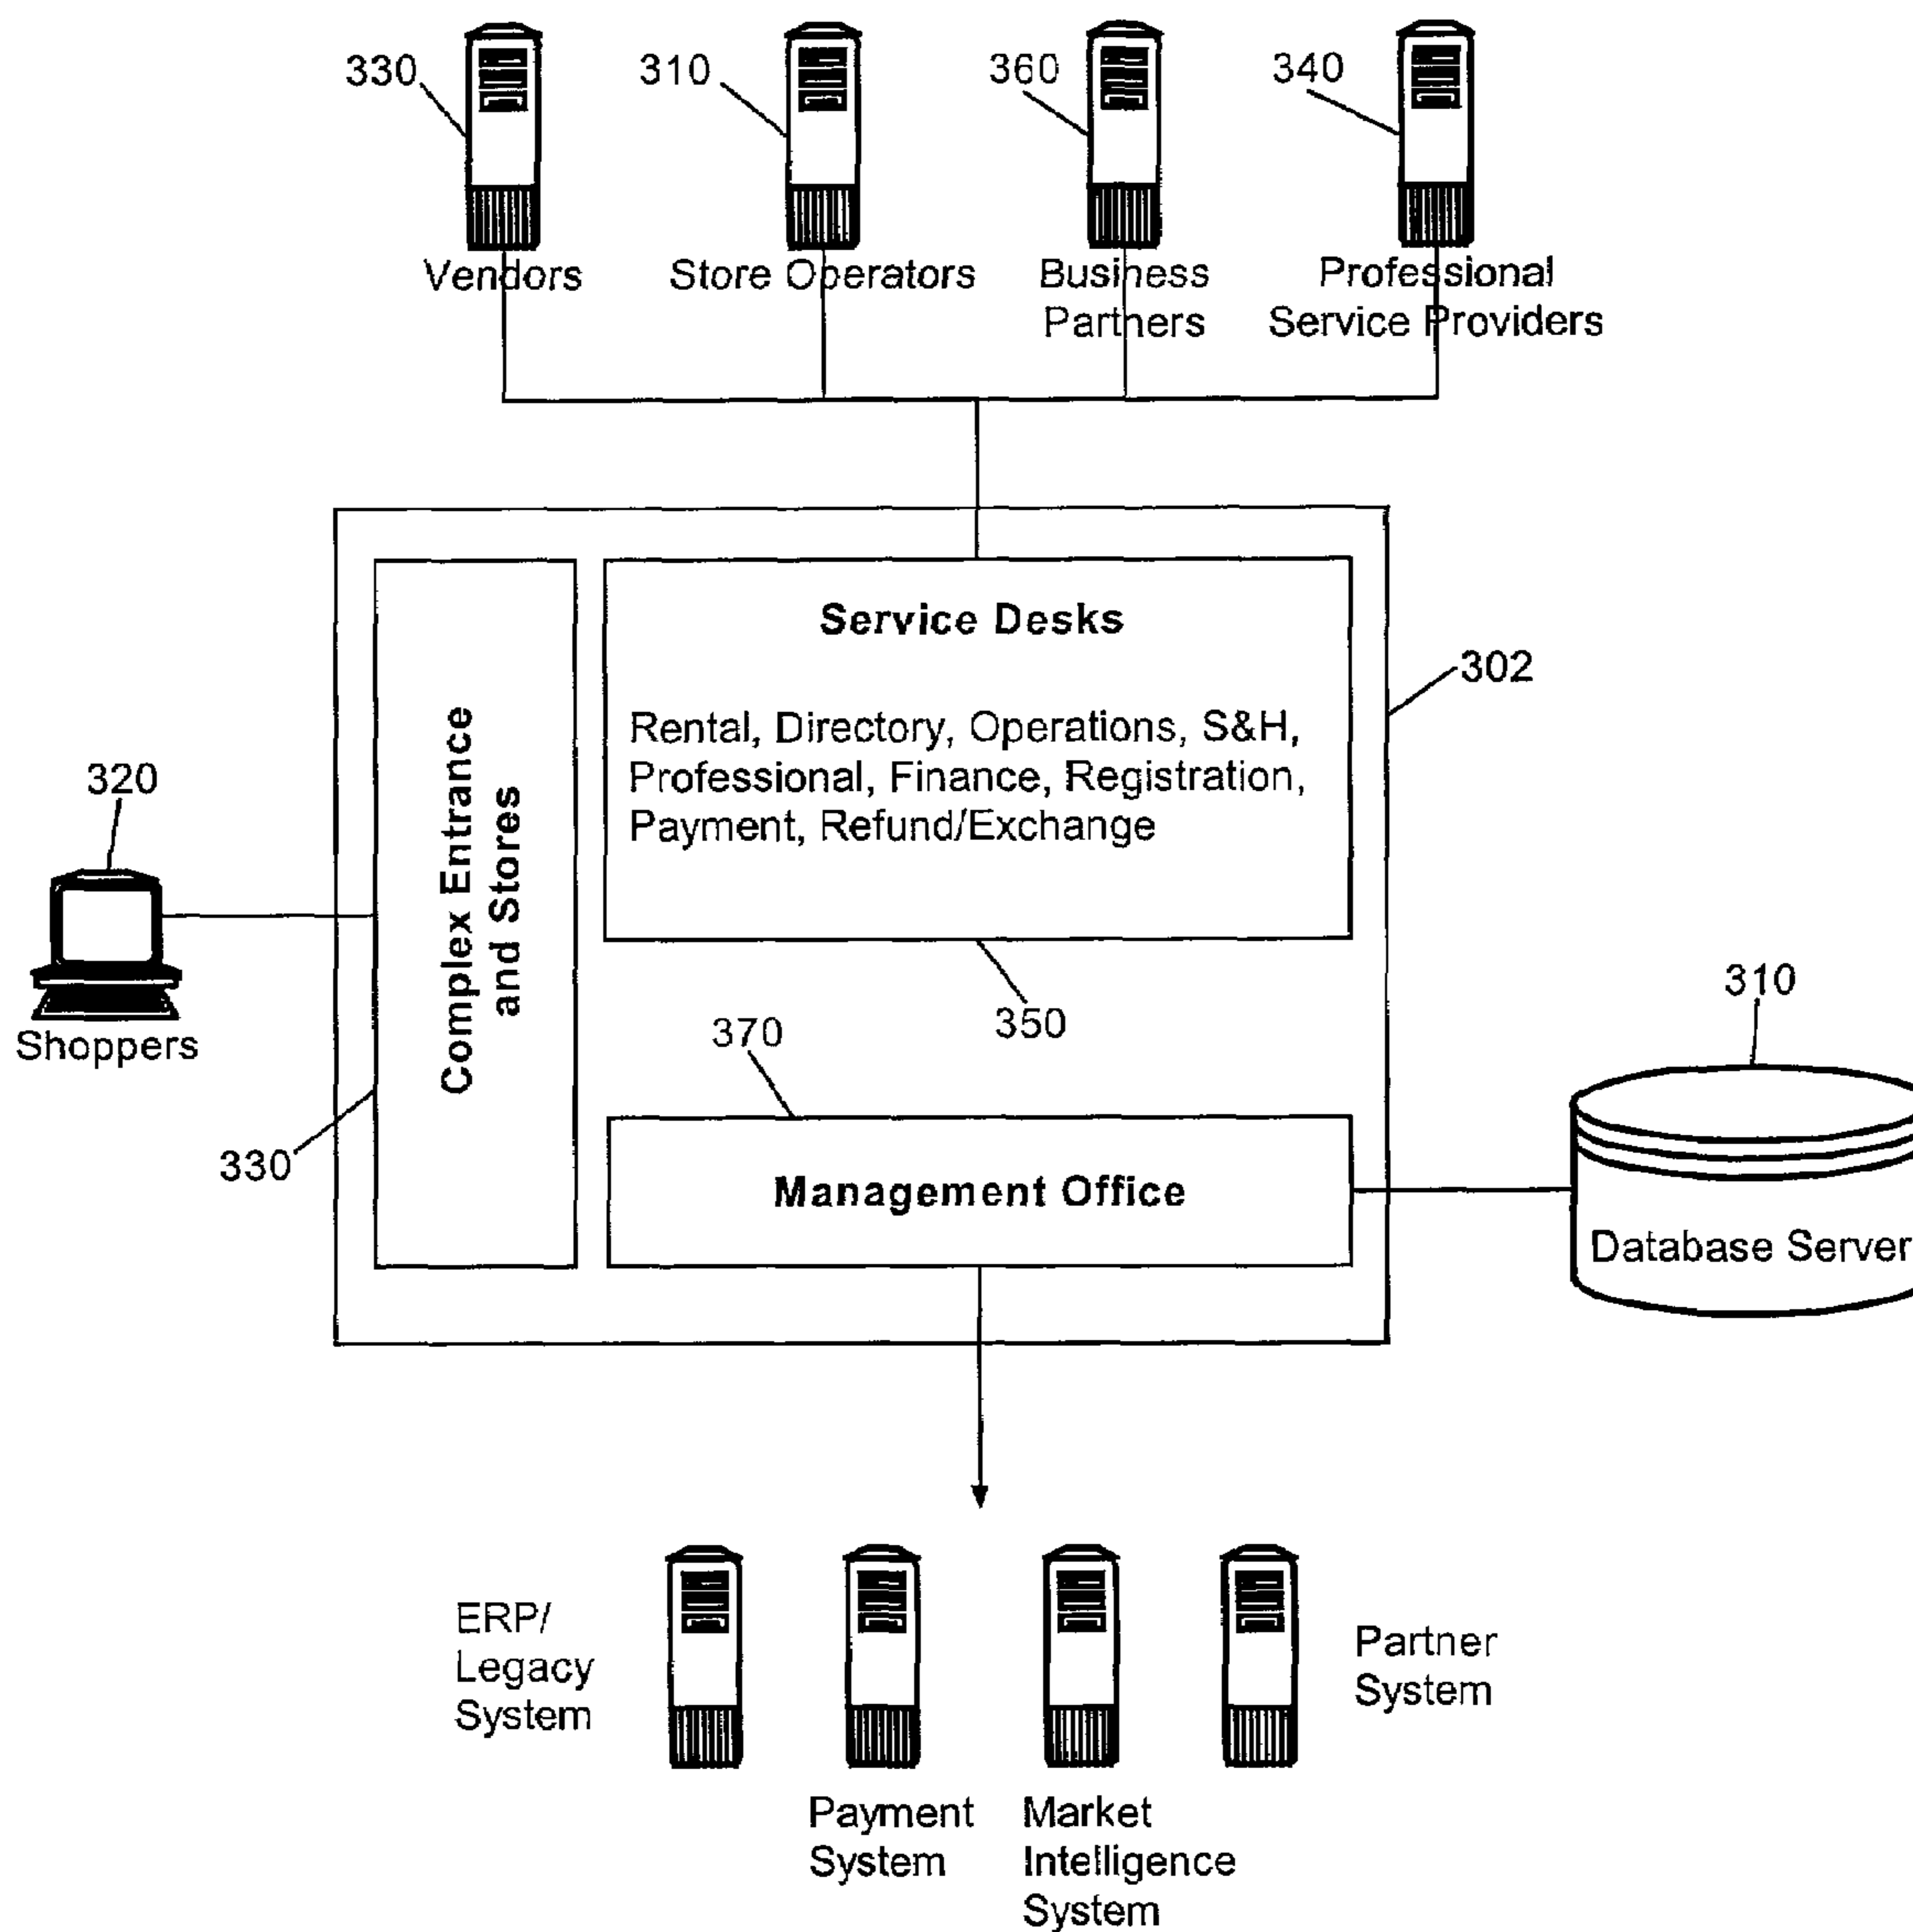 330
310
360
340
Vendors
Store Operators
Business
Partners
Professional
Service Providers
302
Service Desks
Rental, Directory, Operations, S&H,
Professional, Finance, Registration,
Payment, Refund/Exchange
350
320
Shoppers
Complex Entrance
and Stores
330
370
Management Office
310
Database Server
ERP/
Legacy
System
Payment
System
Market
Intelligence
System
Partner
System